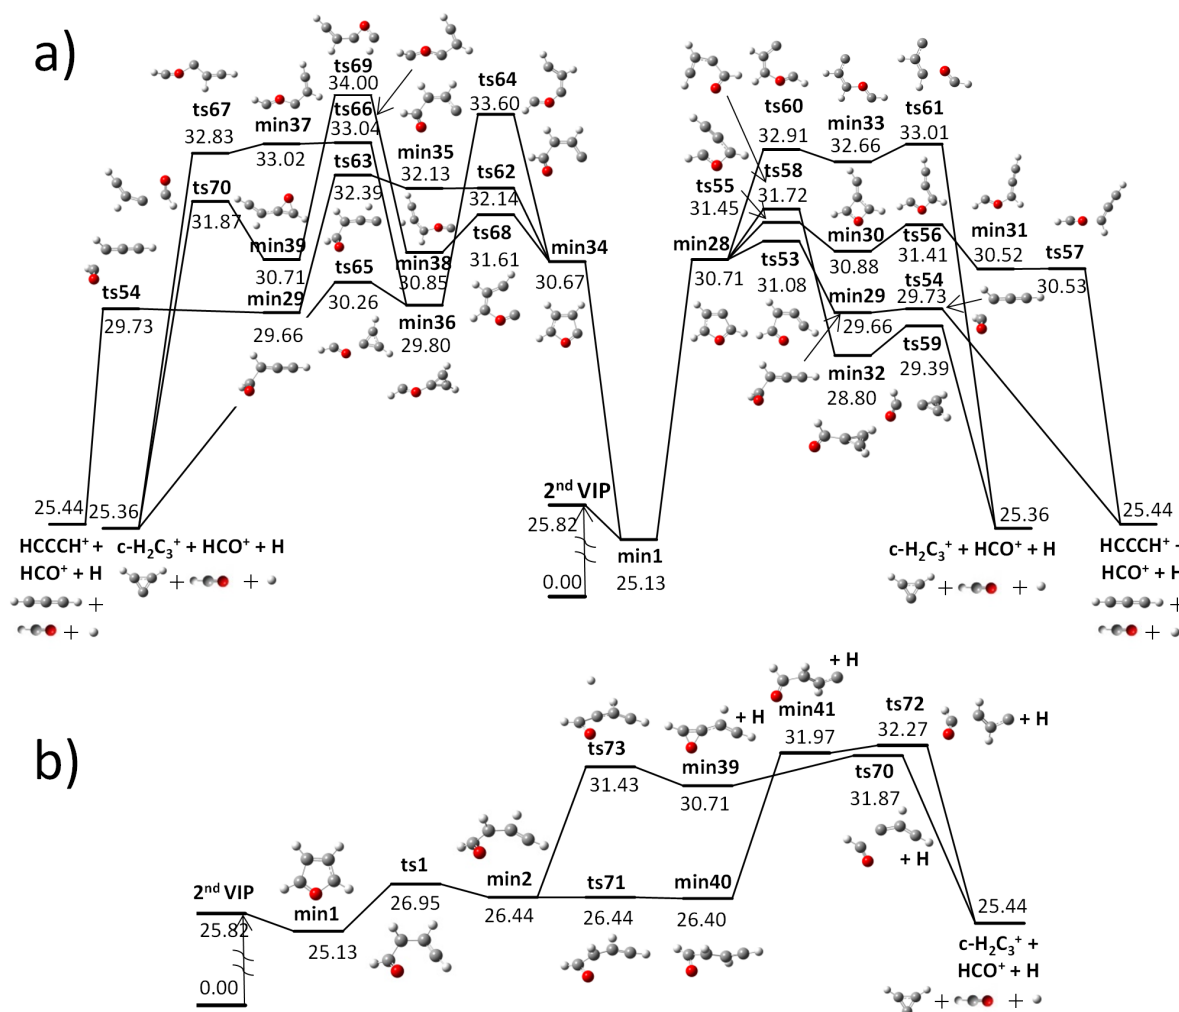 a)
ts69
34.00
ts67
32.83
min37
33.02
ts66
33.04
ts64
33.60
min35
32.13
ts63
32.39
ts62
32.14
ts70
31.87
min39
30.71
ts68
31.61
min38
30.85
min34
30.67
ts65
30.26
min36
29.80
ts54
29.73
min29
29.66
ts60
32.91
min33
32.66
ts61
33.01
ts58
31.72
ts55
31.45
min28
30.71
ts53
31.08
min30
30.88
ts56
31.41
min31
30.52
ts57
30.53
min29
29.66
ts54
29.73
ts59
29.39
min32
28.80
25.44
25.36
HCCCH⁺ +
HCO⁺ + H
c-H₂C₃⁺ + HCO⁺ + H
+
+
+
+
2ⁿᵈ VIP
25.82
0.00
min1
25.13
25.36
c-H₂C₃⁺ + HCO⁺ + H
+
+
25.44
HCCCH⁺ +
HCO⁺ + H
+
+
b)
2ⁿᵈ VIP
25.82
0.00
min1
25.13
ts1
26.95
min2
26.44
ts73
31.43
+ H
min39
30.71
ts71
26.44
min40
26.40
+ H
min41
31.97
ts72
32.27
+ H
ts70
31.87
+ H
25.44
c-H₂C₃⁺ +
HCO⁺ + H
+
+